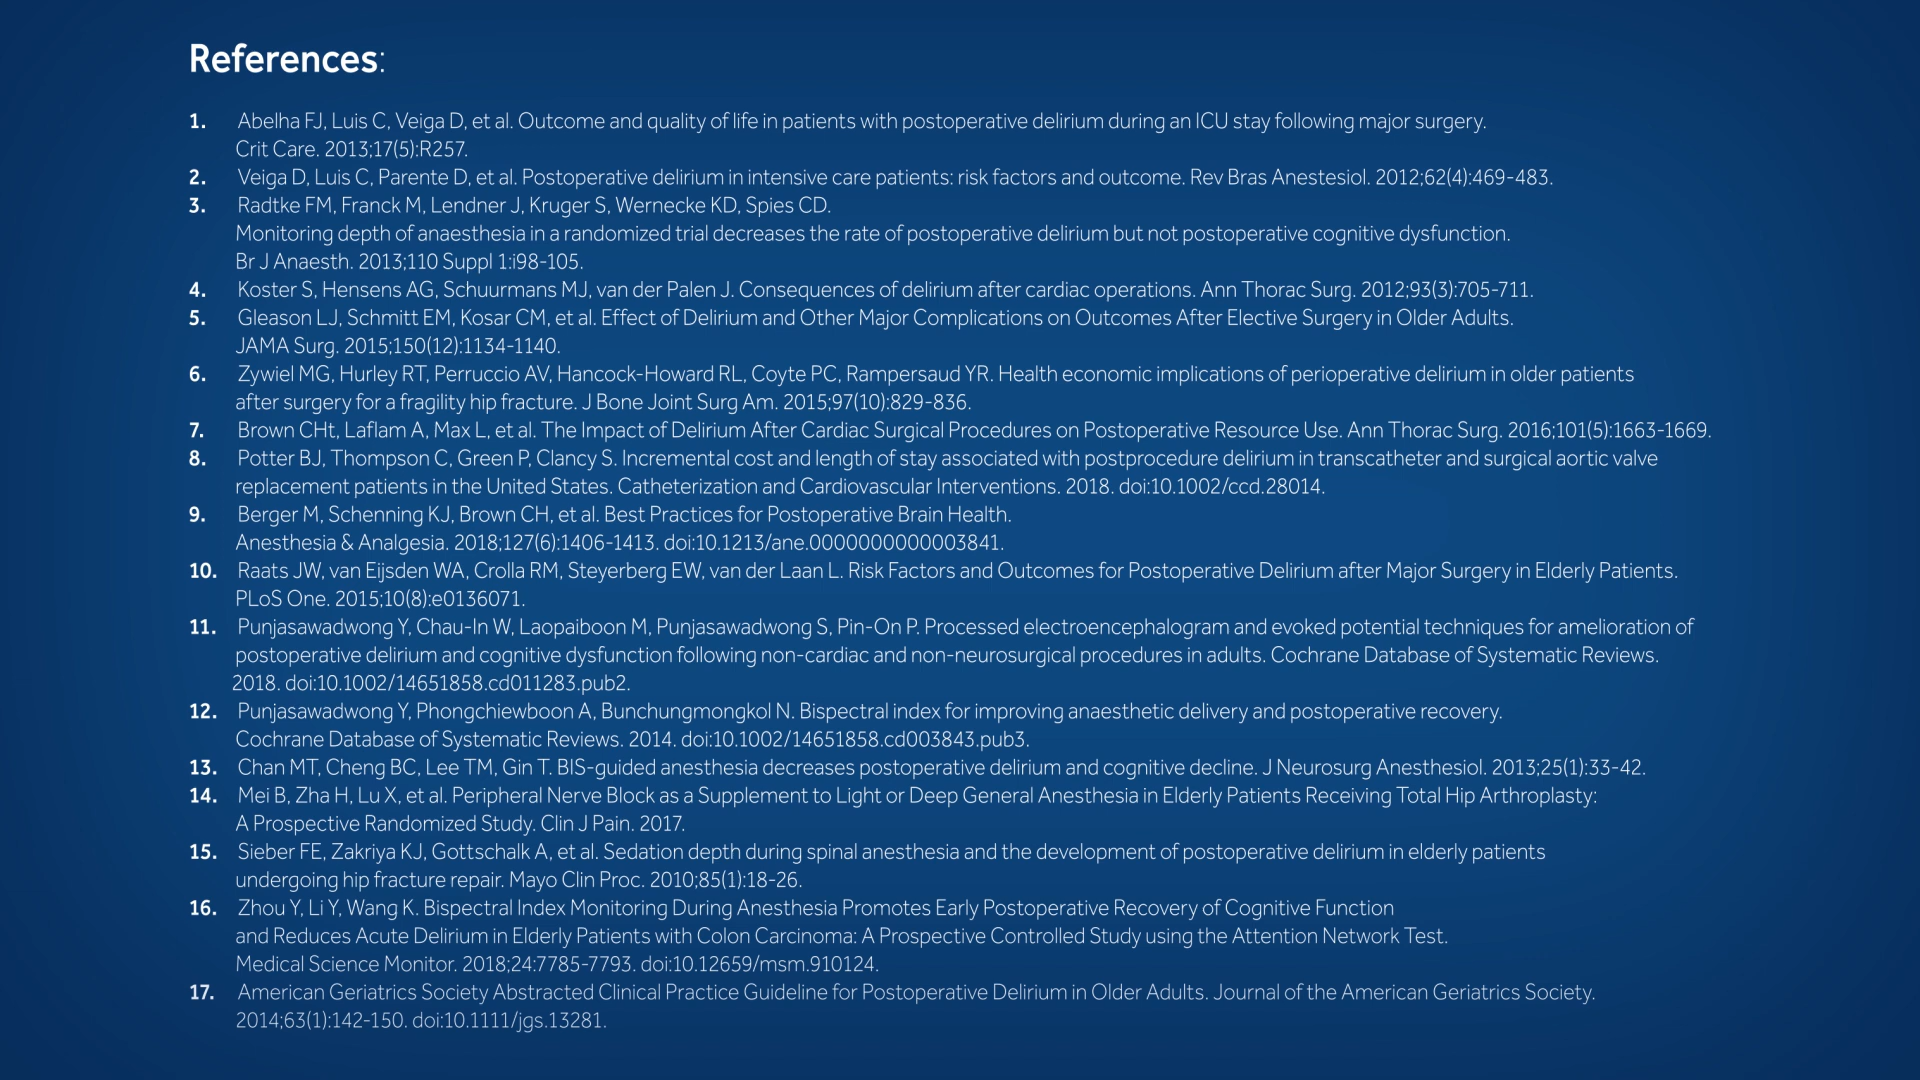 References:
1. Abelha FJ, Luis C, Veiga D, et al. Outcome and quality of life in patients with postoperative delirium during an ICU stay following major surgery.
Crit Care. 2013;17(5):R257.
2. Veiga D, Luis C, Parente D, et al. Postoperative delirium in intensive care patients: risk factors and outcome. Rev Bras Anestesiol. 2012;62(4):469-483.
3. Radtke FM, Franck M, Lendner J, Kruger S, Wernecke KD, Spies CD.
Monitoring depth of anaesthesia in a randomized trial decreases the rate of postoperative delirium but not postoperative cognitive dysfunction.
Br J Anaesth. 2013;110 Suppl 1:i98-105.
4. Koster S, Hensens AG, Schuurmans MJ, van der Palen J. Consequences of delirium after cardiac operations. Ann Thorac Surg. 2012;93(3):705-711.
5. Gleason LJ, Schmitt EM, Kosar CM, et al. Effect of Delirium and Other Major Complications on Outcomes After Elective Surgery in Older Adults.
JAMA Surg. 2015;150(12):1134-1140.
6. Zywiel MG, Hurley RT, Perruccio AV, Hancock-Howard RL, Coyte PC, Rampersaud YR. Health economic implications of perioperative delirium in older patients
after surgery for a fragility hip fracture. J Bone Joint Surg Am. 2015;97(10):829-836.
7. Brown CHt, Laflam A, Max L, et al. The Impact of Delirium After Cardiac Surgical Procedures on Postoperative Resource Use. Ann Thorac Surg. 2016;101(5):1663-1669.
8. Potter BJ, Thompson C, Green P, Clancy S. Incremental cost and length of stay associated with postprocedure delirium in transcatheter and surgical aortic valve
replacement patients in the United States. Catheterization and Cardiovascular Interventions. 2018. doi:10.1002/ccd.28014.
9. Berger M, Schenning KJ, Brown CH, et al. Best Practices for Postoperative Brain Health.
Anesthesia & Analgesia. 2018;127(6):1406-1413. doi:10.1213/ane.0000000000003841.
10. Raats JW, van Eijsden WA, Crolla RM, Steyerberg EW, van der Laan L. Risk Factors and Outcomes for Postoperative Delirium after Major Surgery in Elderly Patients.
PLoS One. 2015;10(8):e0136071.
11. Punjasawadwong Y, Chau-In W, Laopaiboon M, Punjasawadwong S, Pin-On P. Processed electroencephalogram and evoked potential techniques for amelioration of
postoperative delirium and cognitive dysfunction following non-cardiac and non-neurosurgical procedures in adults. Cochrane Database of Systematic Reviews.
2018. doi:10.1002/14651858.cd011283.pub2.
12. Punjasawadwong Y, Phongchiewboon A, Bunchungmongkol N. Bispectral index for improving anaesthetic delivery and postoperative recovery.
Cochrane Database of Systematic Reviews. 2014. doi:10.1002/14651858.cd003843.pub3.
13. Chan MT, Cheng BC, Lee TM, Gin T. BIS-guided anesthesia decreases postoperative delirium and cognitive decline. J Neurosurg Anesthesiol. 2013;25(1):33-42.
14. Mei B, Zha H, Lu X, et al. Peripheral Nerve Block as a Supplement to Light or Deep General Anesthesia in Elderly Patients Receiving Total Hip Arthroplasty:
A Prospective Randomized Study. Clin J Pain. 2017.
15. Sieber FE, Zakriya KJ, Gottschalk A, et al. Sedation depth during spinal anesthesia and the development of postoperative delirium in elderly patients
undergoing hip fracture repair. Mayo Clin Proc. 2010;85(1):18-26.
16. Zhou Y, Li Y, Wang K. Bispectral Index Monitoring During Anesthesia Promotes Early Postoperative Recovery of Cognitive Function
and Reduces Acute Delirium in Elderly Patients with Colon Carcinoma: A Prospective Controlled Study using the Attention Network Test.
Medical Science Monitor. 2018;24:7785-7793. doi:10.12659/msm.910124.
17. American Geriatrics Society Abstracted Clinical Practice Guideline for Postoperative Delirium in Older Adults. Journal of the American Geriatrics Society.
2014;63(1):142-150. doi:10.1111/jgs.13281.